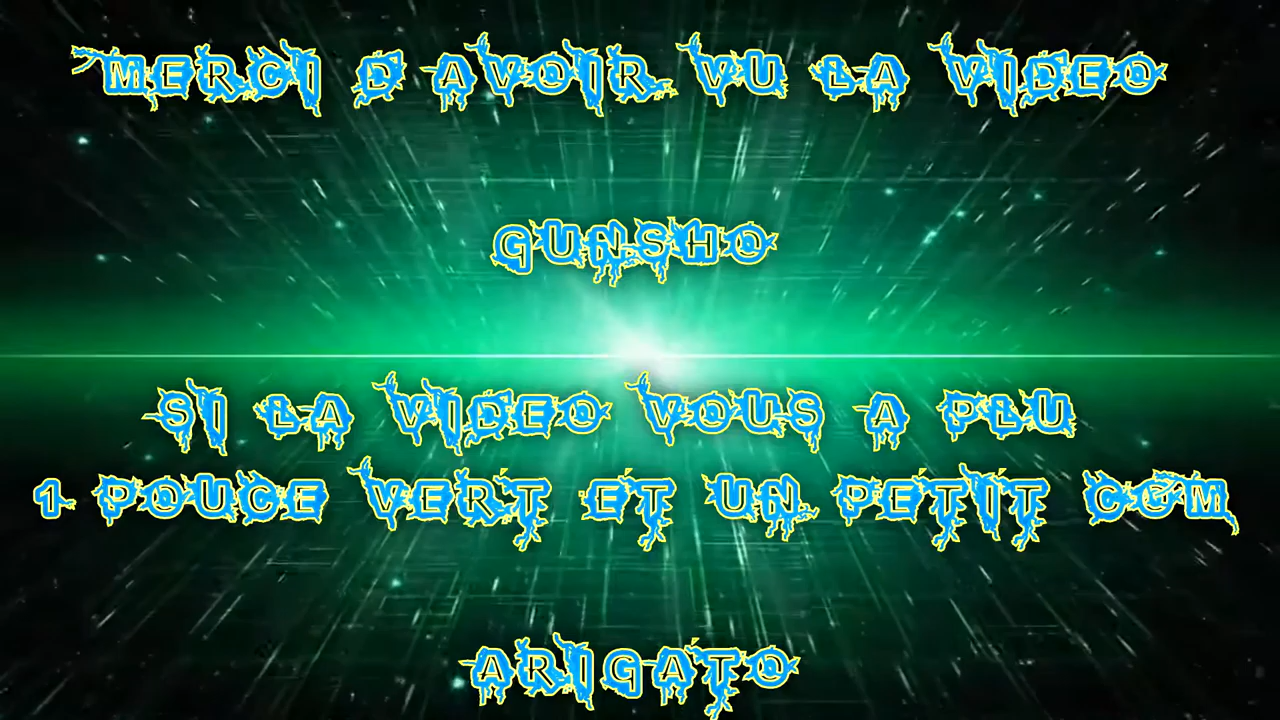 MERCI D AVOIR VU LA VIDEO
GUNSHO
SI LA VIDEO VOUS A PLU
1 POUCE VERT ET UN PETIT COM
ARIGATO